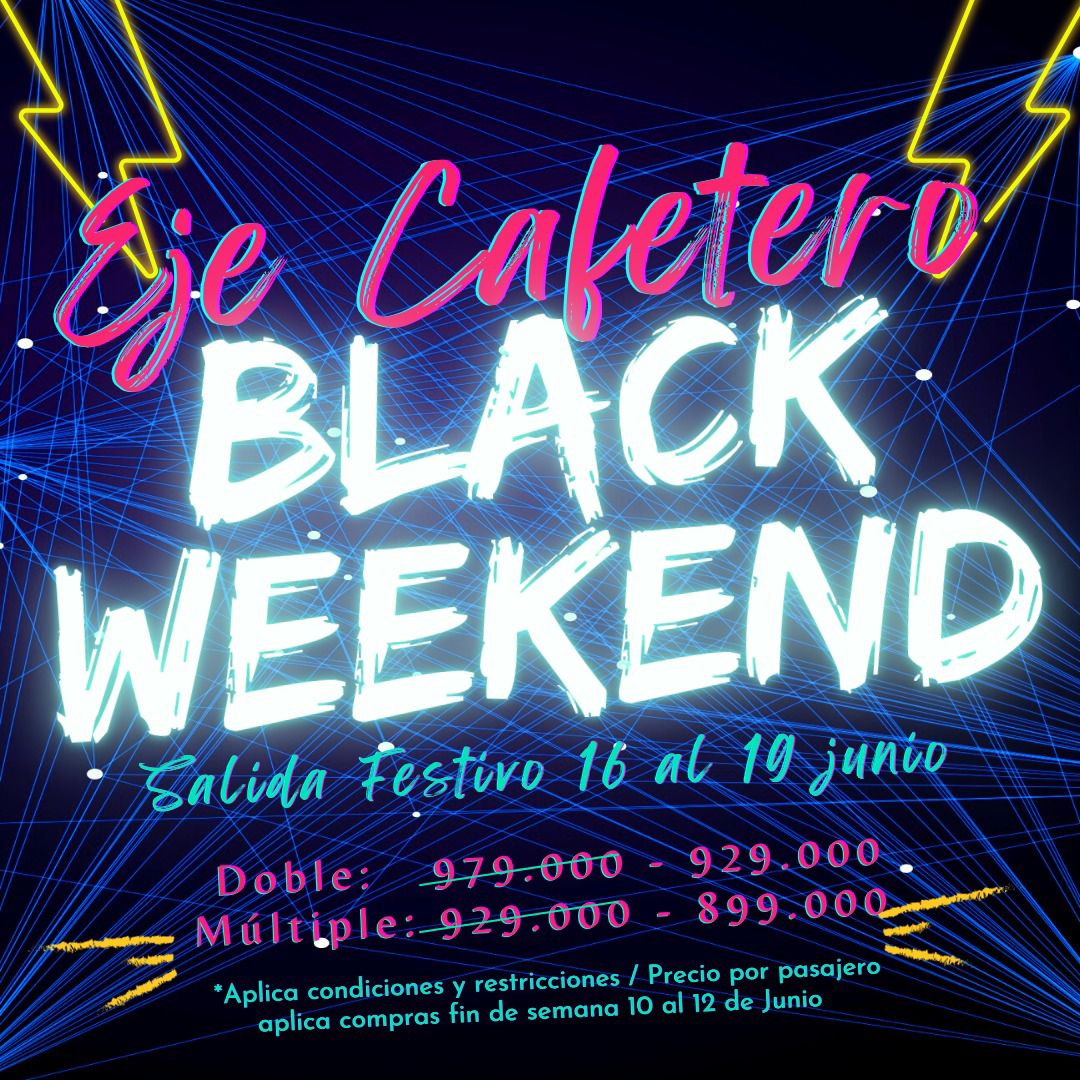 Eje Cafetero
BLACK
WEEKEND
Salida Festivo 16 al 19 junio
Doble: 979.000 - 929.000
Múltiple: 929.000 - 899.000
*Aplica condiciones y restricciones / Precio por pasajero
aplica compras fin de semana 10 al 12 de Junio